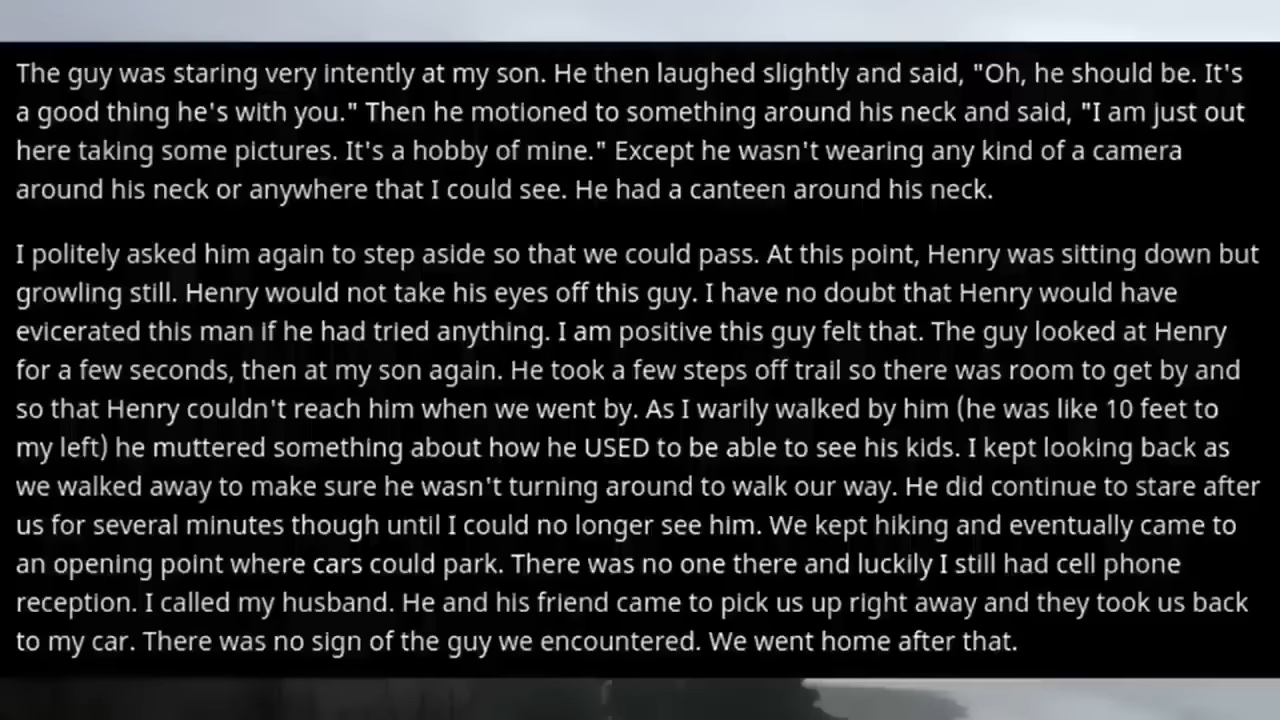 The guy was staring very intently at my son. He then laughed slightly and said, "Oh, he should be. It's
a good thing he's with you." Then he motioned to something around his neck and said, "I am just out
here taking some pictures. It's a hobby of mine." Except he wasn't wearing any kind of a camera
around his neck or anywhere that I could see. He had a canteen around his neck.
I politely asked him again to step aside so that we could pass. At this point, Henry was sitting down but
growling still. Henry would not take his eyes off this guy. I have no doubt that Henry would have
evicerated this man if he had tried anything. I am positive this guy felt that. The guy looked at Henry
for a few seconds, then at my son again. He took a few steps off trail so there was room to get by and
so that Henry couldn't reach him when we went by. As I warily walked by him (he was like 10 feet to
my left) he muttered something about how he USED to be able to see his kids. I kept looking back as
we walked away to make sure he wasn't turning around to walk our way. He did continue to stare after
us for several minutes though until I could no longer see him. We kept hiking and eventually came to
an opening point where cars could park. There was no one there and luckily I still had cell phone
reception. I called my husband. He and his friend came to pick us up right away and they took us back
to my car. There was no sign of the guy we encountered. We went home after that.